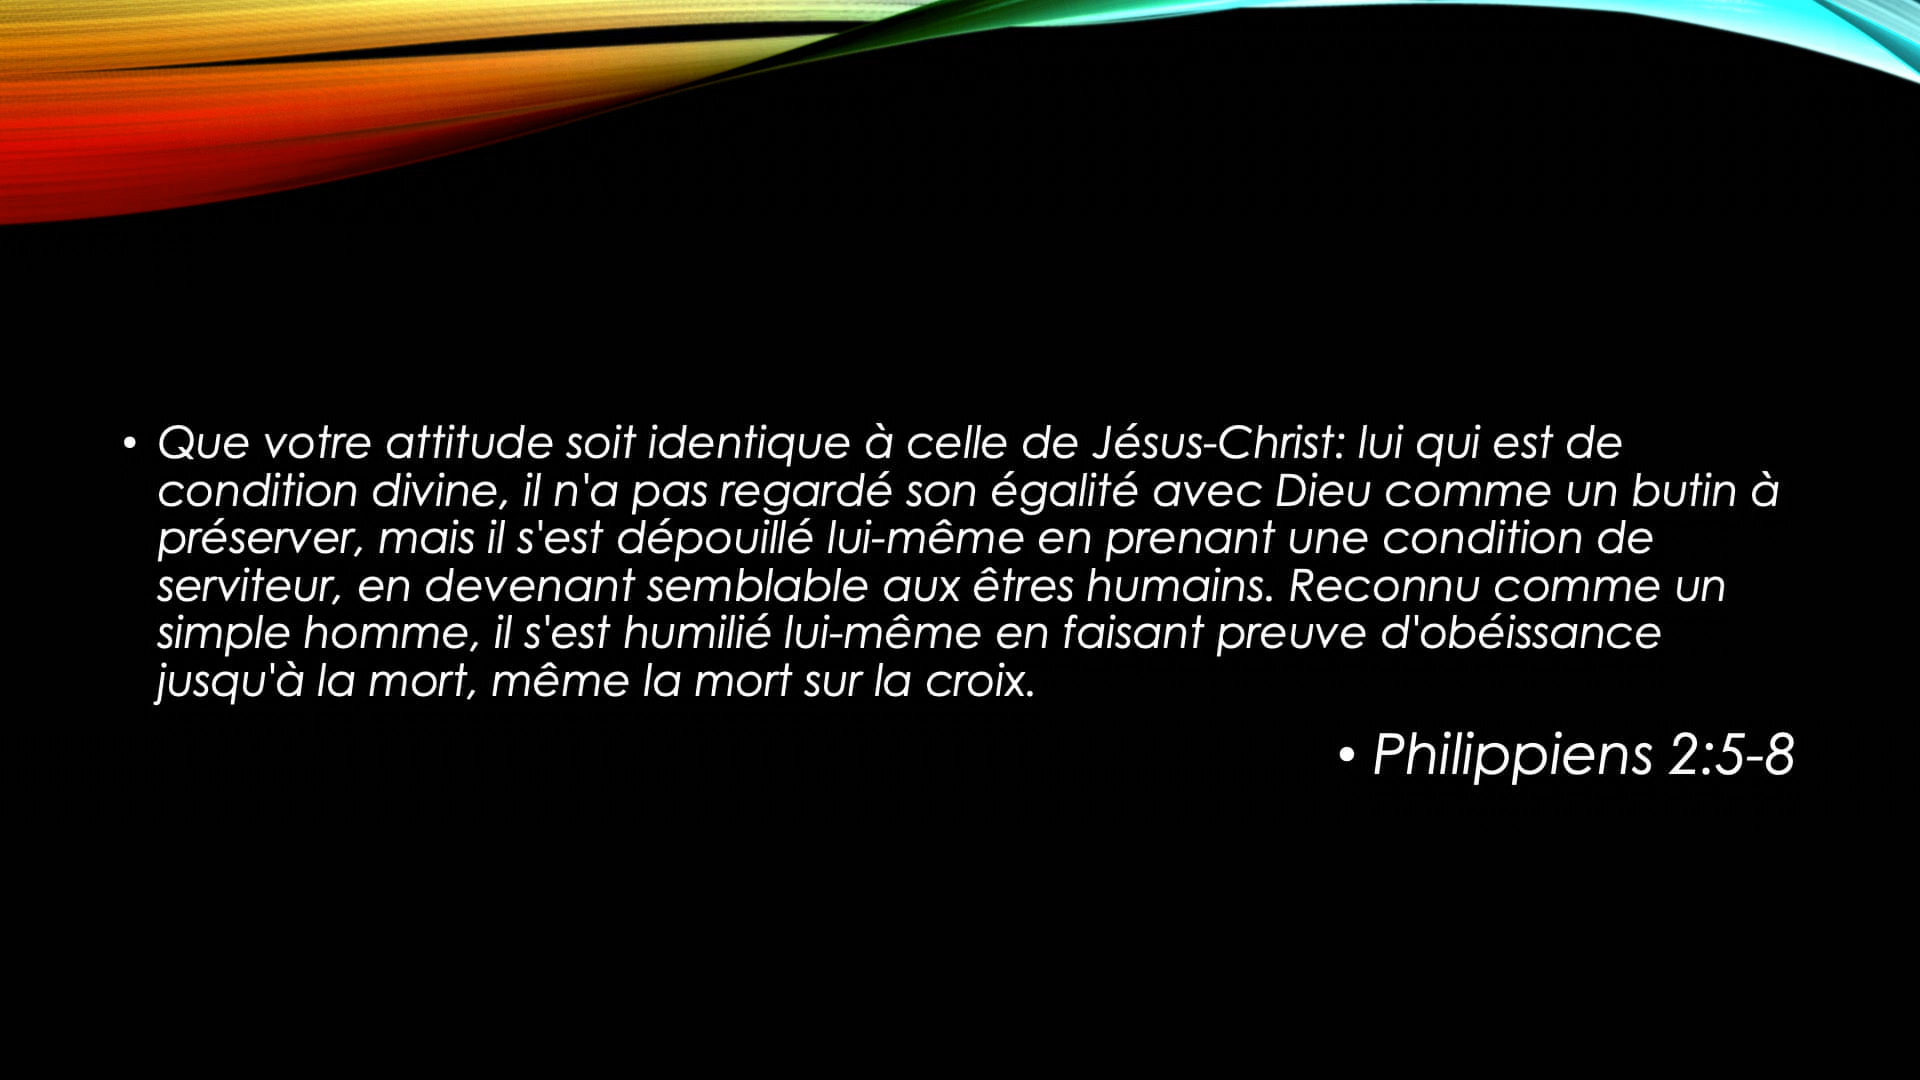 • Que votre attitude soit identique à celle de Jésus-Christ: lui qui est de
condition divine, il n'a pas regardé son égalité avec Dieu comme un butin à
préserver, mais il s'est dépouillé lui-même en prenant une condition de
serviteur, en devenant semblable aux êtres humains. Reconnu comme un
simple homme, il s'est humilié lui-même en faisant preuve d'obéissance
jusqu'à la mort, même la mort sur la croix.
• Philippiens 2:5-8